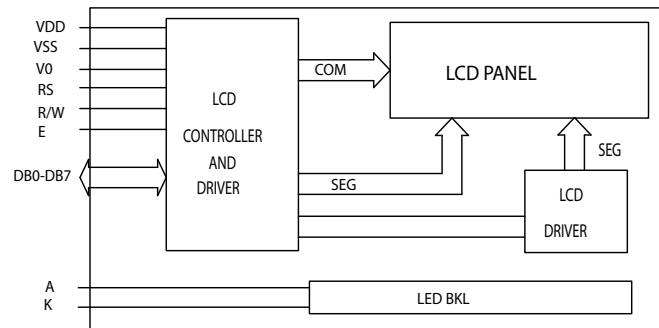 VDD
VSS
V0
RS
R/W
E
DB0-DB7
A
K
LCD
CONTROLLER
AND
DRIVER
COM
SEG
LCD PANEL
SEG
LCD
DRIVER
LED BKL